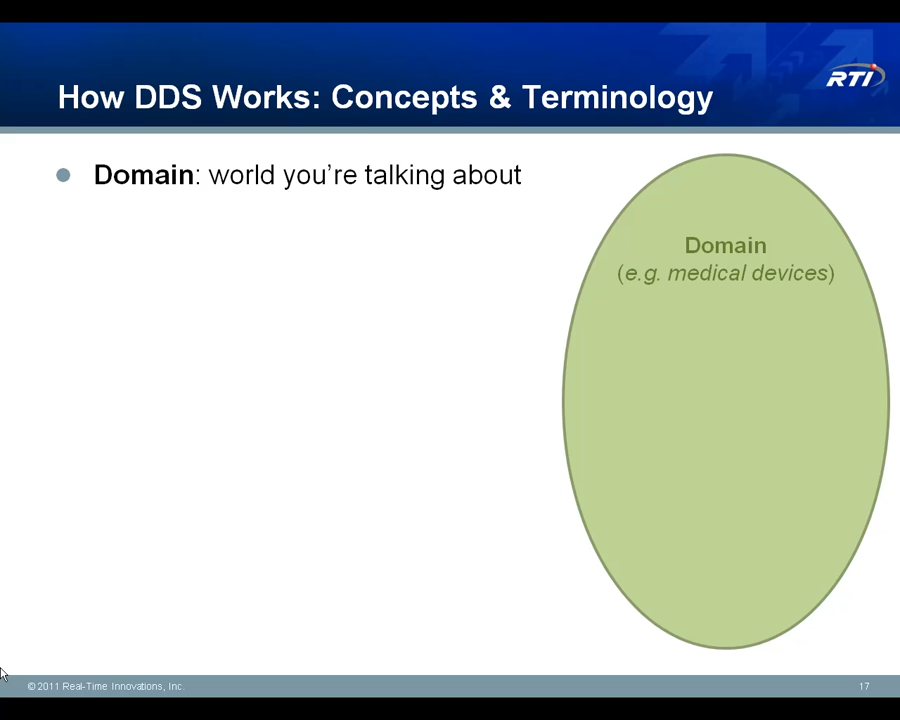 How DDS Works: Concepts & Terminology
RTI
Domain: world you’re talking about
Domain
(e.g. medical devices)
© 2011 Real-Time Innovations, Inc.
17